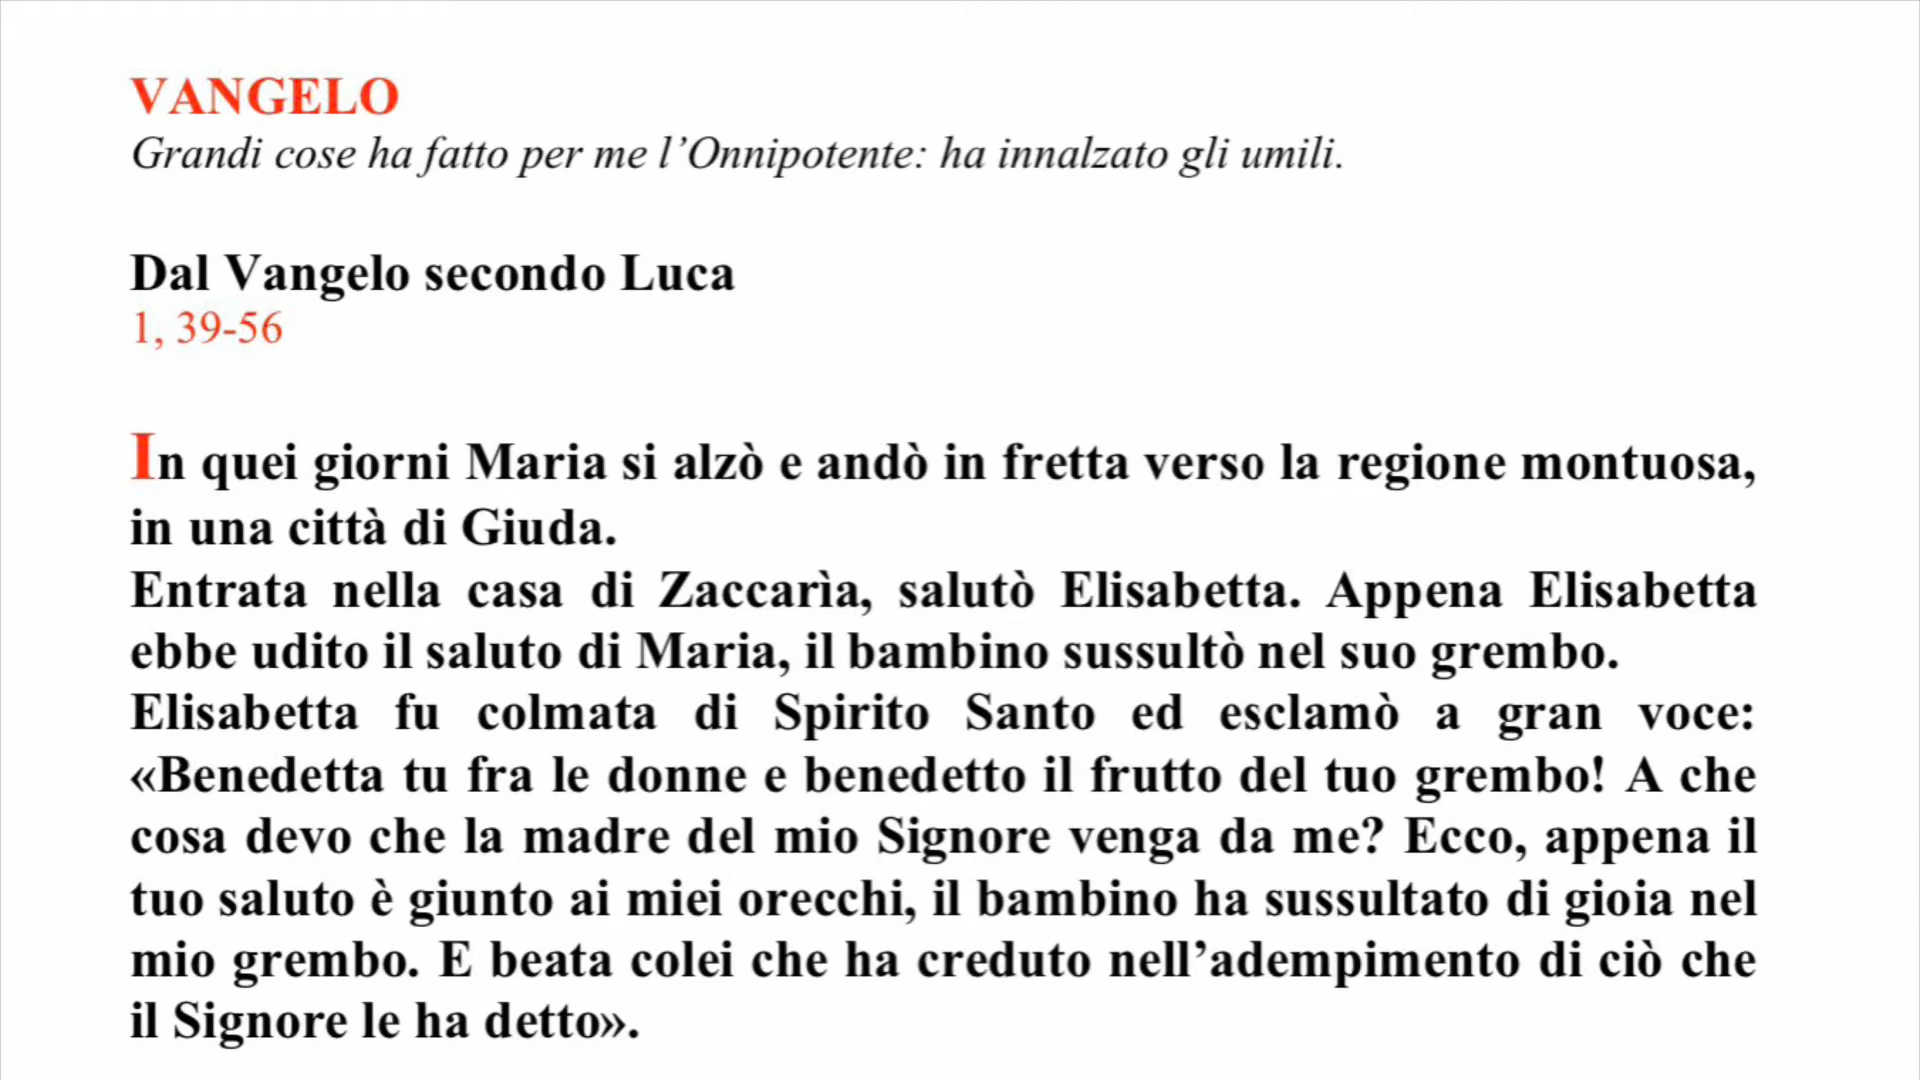 VANGELO
Grandi cose ha fatto per me l’Onnipotente: ha innalzato gli umili.
Dal Vangelo secondo Luca
1, 39-56
In quei giorni Maria si alzò e andò in fretta verso la regione montuosa,
in una città di Giuda.
Entrata nella casa di Zaccarìa, salutò Elisabetta. Appena Elisabetta
ebbe udito il saluto di Maria, il bambino sussultò nel suo grembo.
Elisabetta fu colmata di Spirito Santo ed esclamò a gran voce:
«Benedetta tu fra le donne e benedetto il frutto del tuo grembo! A che
cosa devo che la madre del mio Signore venga da me? Ecco, appena il
tuo saluto è giunto ai miei orecchi, il bambino ha sussultato di gioia nel
mio grembo. E beata colei che ha creduto nell’adempimento di ciò che
il Signore le ha detto».